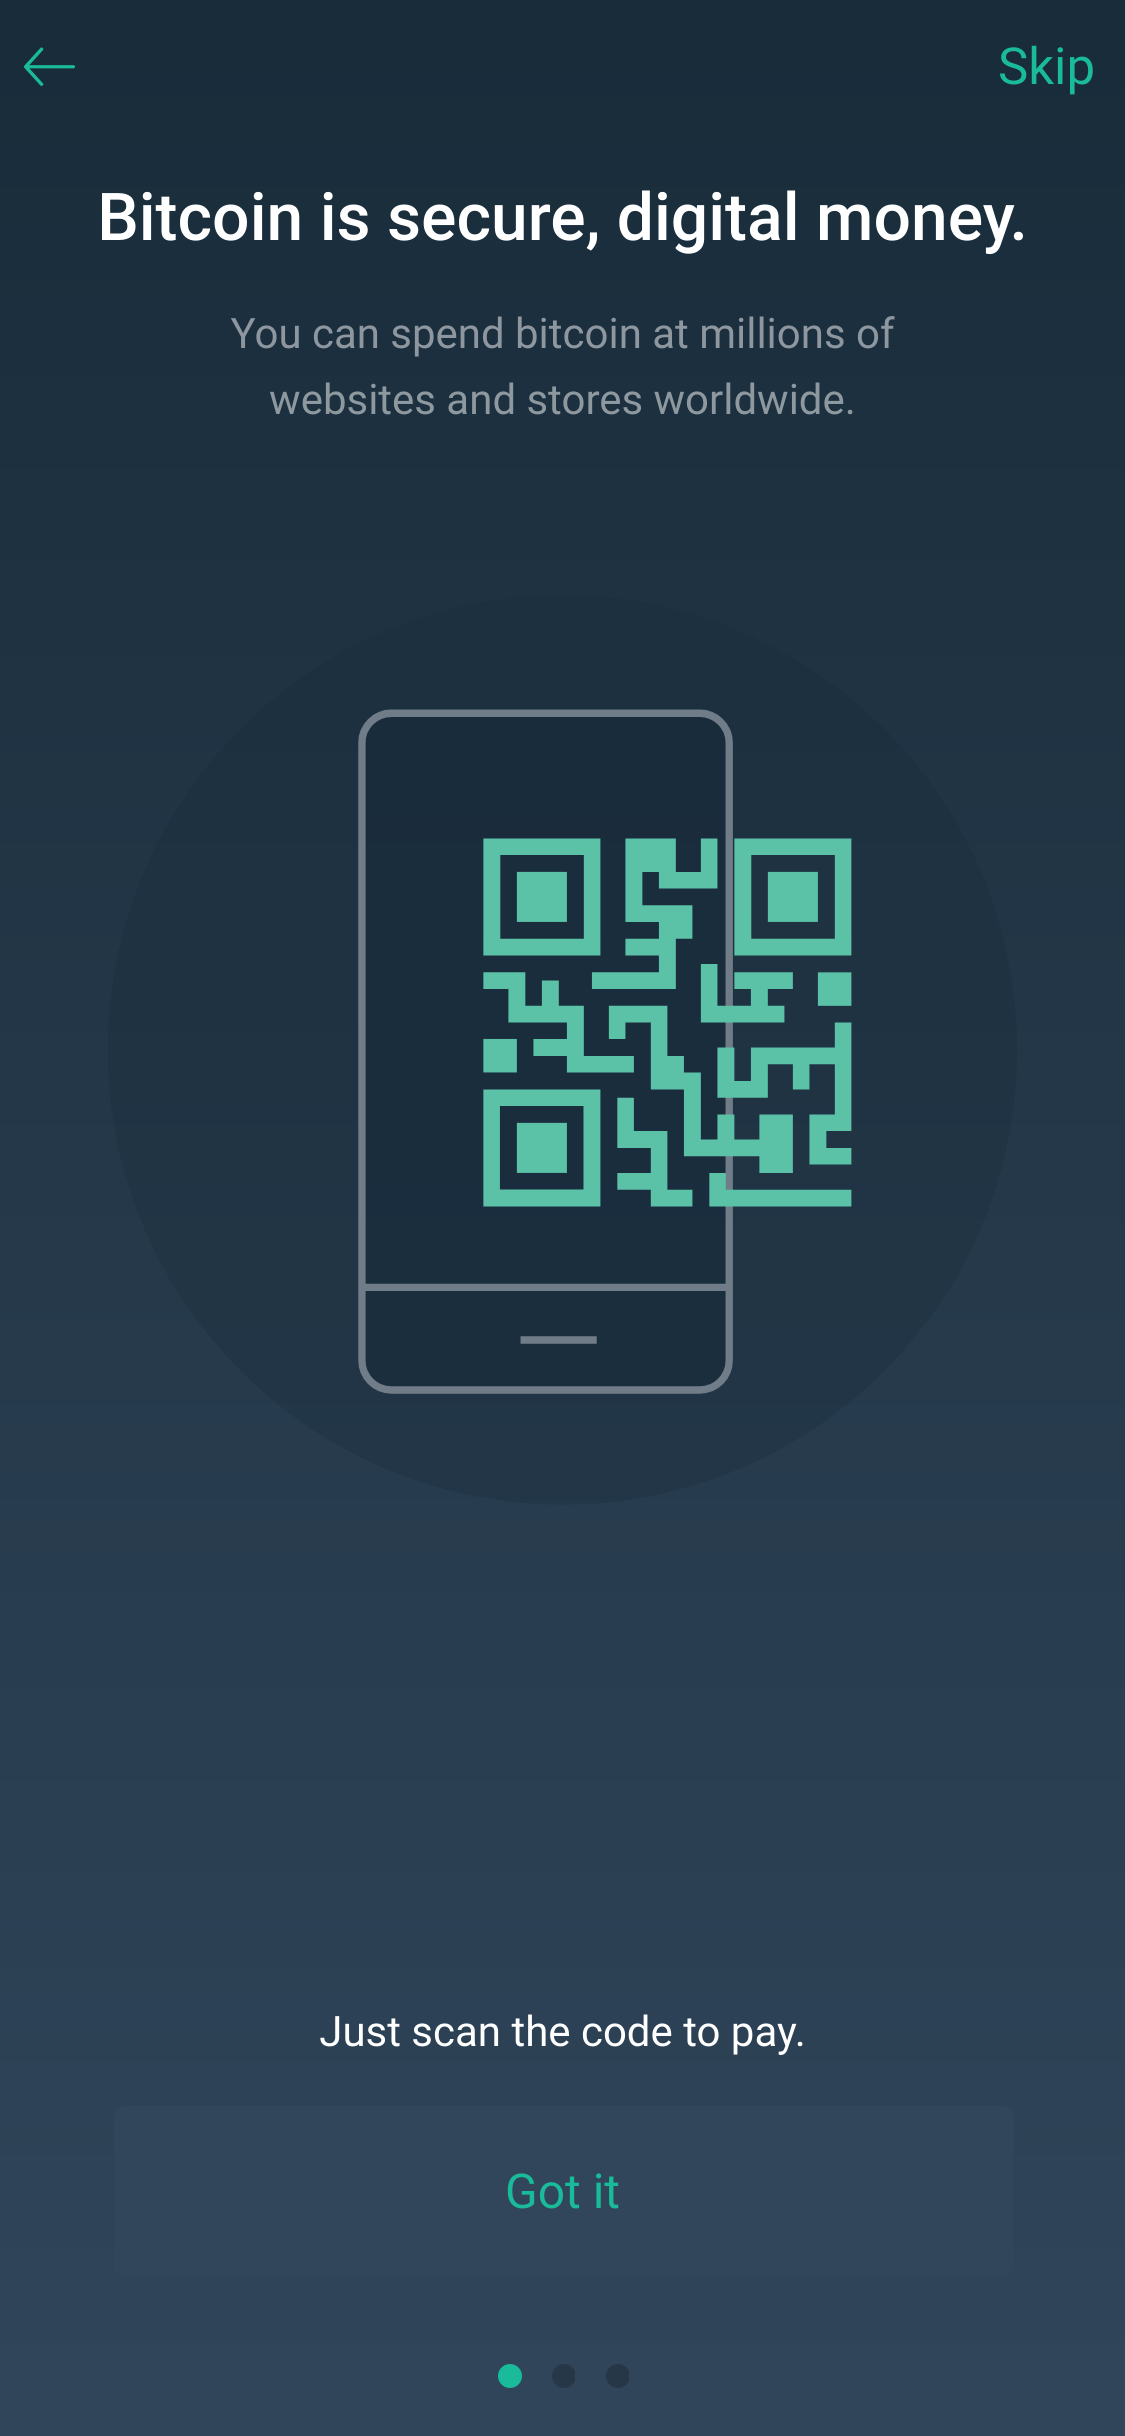 Skip
Bitcoin is secure, digital money.
You can spend bitcoin at millions of
websites and stores worldwide.
Just scan the code to pay.
Got it